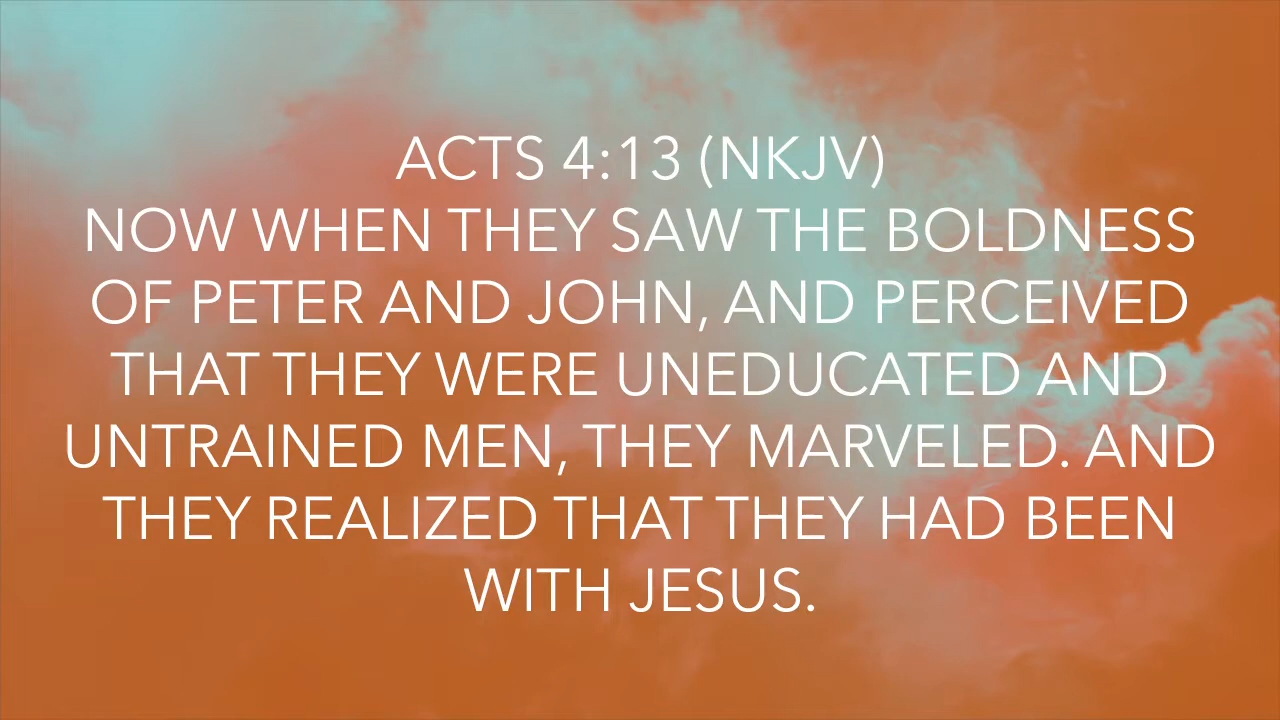 ACTS 4:13 (NKJV)
NOW WHEN THEY SAW THE BOLDNESS
OF PETER AND JOHN, AND PERCEIVED
THAT THEY WERE UNEDUCATED AND
UNTRAINED MEN, THEY MARVELED. AND
THEY REALIZED THAT THEY HAD BEEN
WITH JESUS.